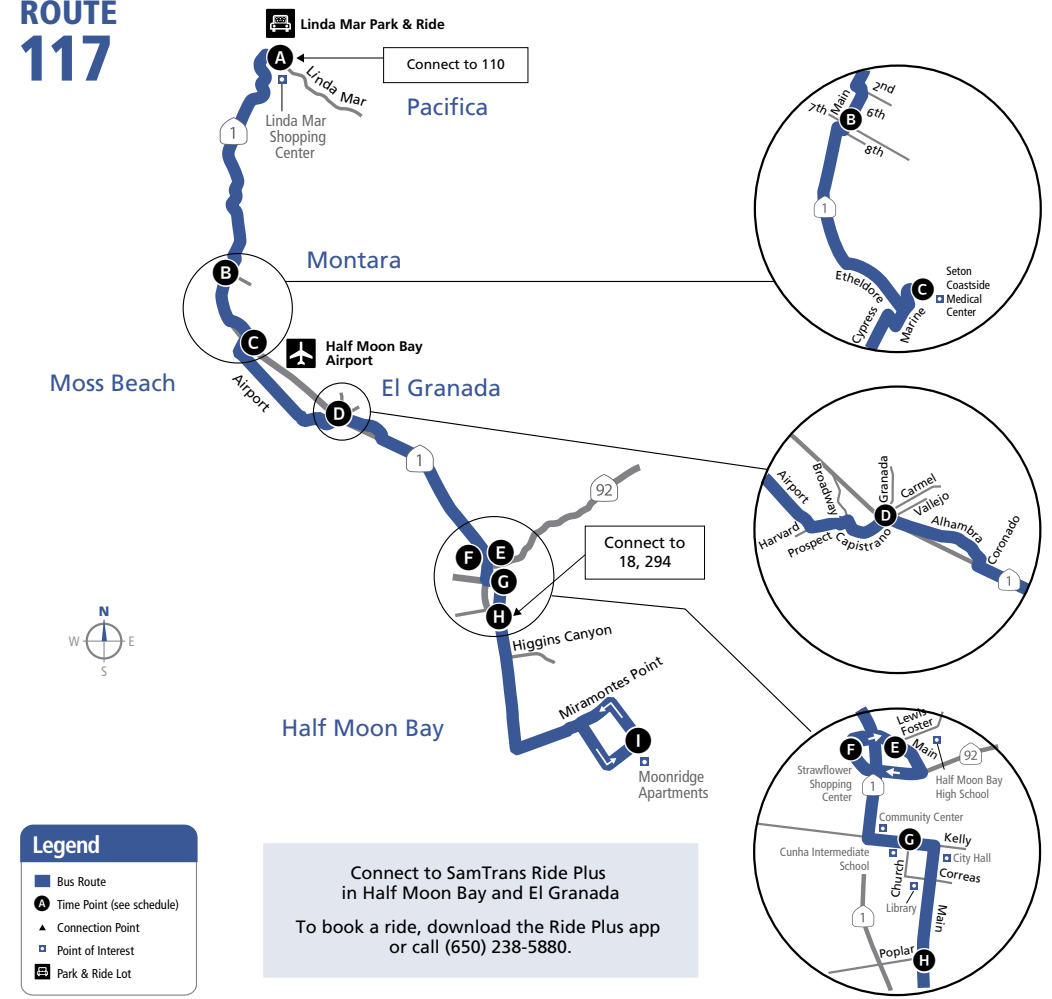 ROUTE
117
Linda Mar Park & Ride
A
Connect to 110
Linda Mar
Pacifica
Linda Mar
Shopping
Center
1
Montara
B
C
Half Moon Bay
Airport
Moss Beach
Airport
El Granada
D
1
92
F
E
G
H
Connect to
18, 294
Higgins Canyon
Miramontes Point
Half Moon Bay
I
Moonridge
Apartments
N
W
E
S
2nd
Main
7th
6th
B
8th
1
Etheldore
Cypress
Marine
C
Seton
Coastside
Medical
Center
Airport
Broadway
Granada
Carmel
Vallejo
D
Harvard
Prospect
Capistrano
Alhambra
Coronado
1
Lewis
Foster
Main
F
E
92
Strawflower
Shopping
Center
Half Moon Bay
High School
1
Community Center
G
Kelly
Cunha Intermediate
School
City Hall
Church
Correas
Library
Main
1
Poplar
H
Legend
Bus Route
A
Time Point (see schedule)
Connection Point
Point of Interest
Park & Ride Lot
Connect to SamTrans Ride Plus
in Half Moon Bay and El Granada
To book a ride, download the Ride Plus app
or call (650) 238-5880.